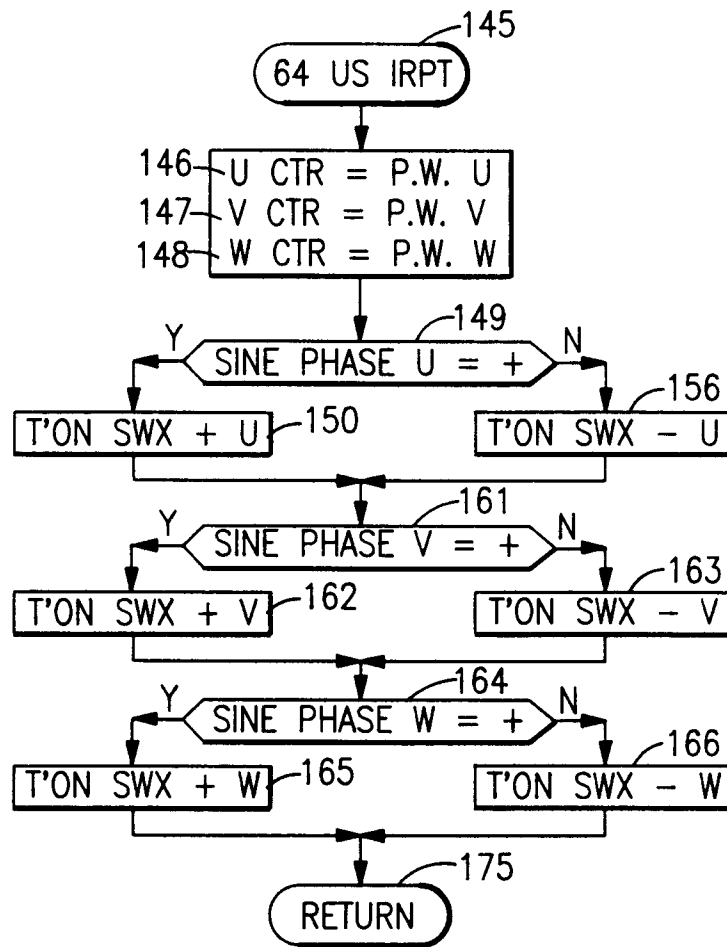 145
64 US IRPT
146 U CTR = P.W. U
147 V CTR = P.W. V
148 W CTR = P.W. W
149
Y SINE PHASE U = + N
150 156
T'ON SWX + U T'ON SWX - U
161
Y SINE PHASE V = + N
162 163
T'ON SWX + V T'ON SWX - V
164
Y SINE PHASE W = + N
165 166
T'ON SWX + W T'ON SWX - W
175
RETURN